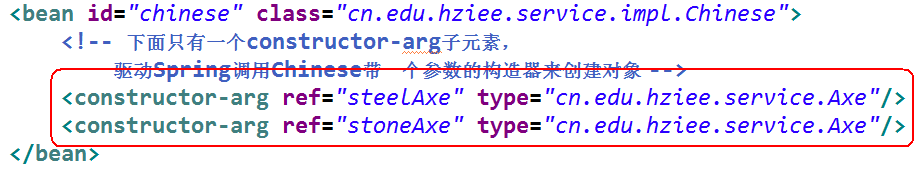 <bean id="chinese" class="cn.edu.hziee.service.impl.Chinese">
<!-- 下面只有一个constructor-arg子元素,
驱动Spring调用Chinese带一个参数的构造器来创建对象 -->
<constructor-arg ref="steelAxe" type="cn.edu.hziee.service.Axe"/>
<constructor-arg ref="stoneAxe" type="cn.edu.hziee.service.Axe"/>
</bean>